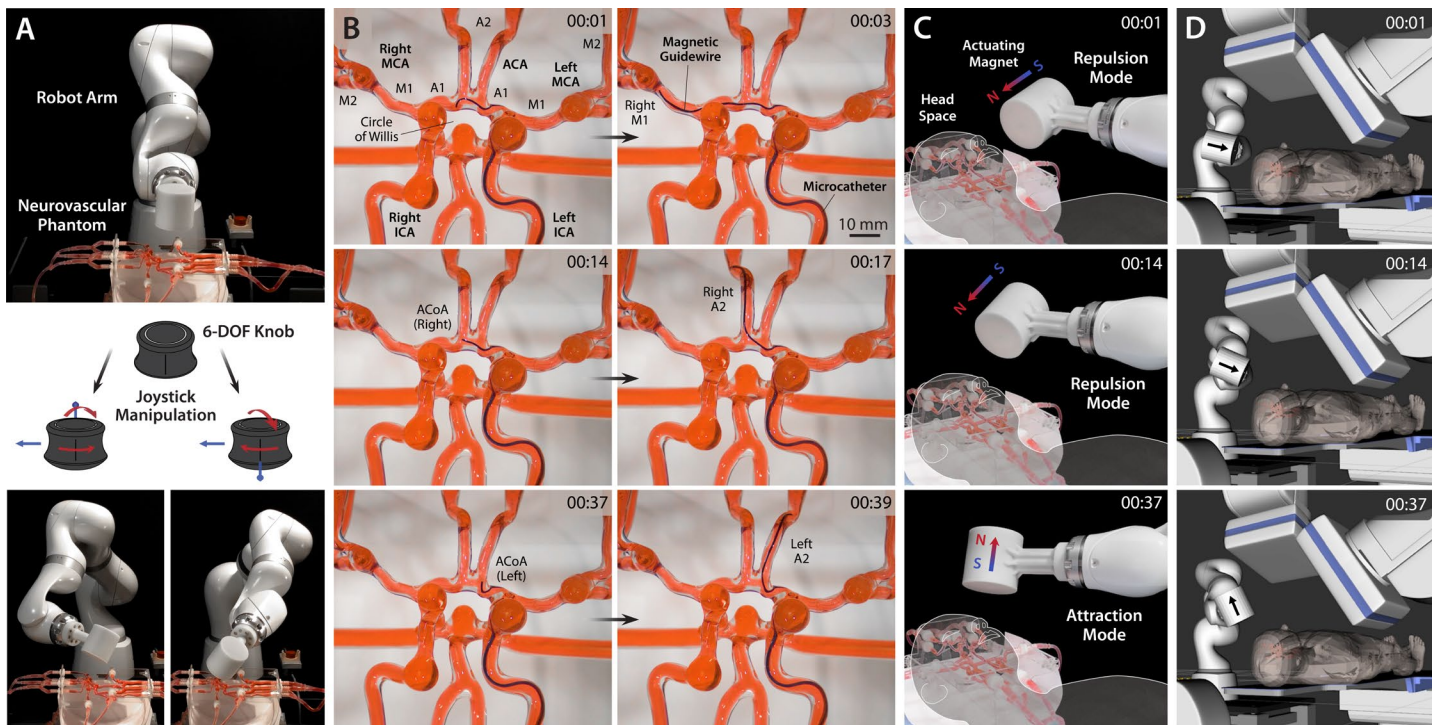 A
Robot Arm
Neurovascular
Phantom
6-DOF Knob
Joystick
Manipulation
B
00:01
A2
M2
Right
MCA
ACA
Left
MCA
M1
A1
A1
M1
M2
Circle
of Willis
Right
ICA
Left
ICA
00:03
Magnetic
Guidewire
Right
M1
Microcatheter
10 mm
00:14
ACoA
(Right)
00:17
Right
A2
00:37
ACoA
(Left)
00:39
Left
A2
C
00:01
Actuating
Magnet
S
N
Repulsion
Mode
Head
Space
00:14
S
N
Repulsion
Mode
00:37
N
S
Attraction
Mode
D
00:01
00:14
00:37